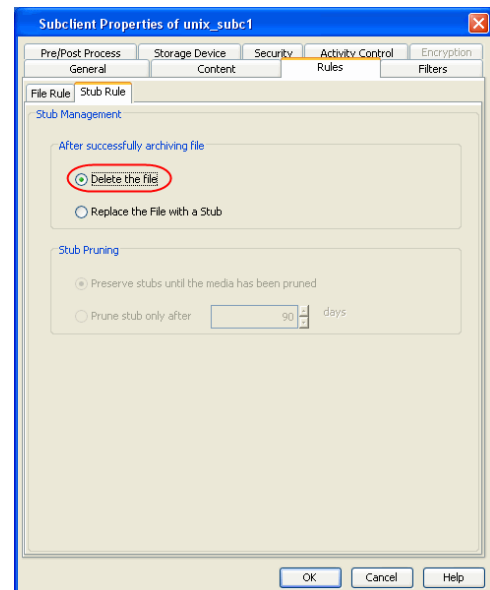 Subclient Properties of unix_subc1
Pre/Post Process Storage Device Security Activity Control Encryption
General Content Rules Filters
File Rule Stub Rule
Stub Management
After successfully archiving file
Delete the file
Replace the File with a Stub
Stub Pruning
Preserve stubs until the media has been pruned
Prune stub only after 90 days
OK Cancel Help